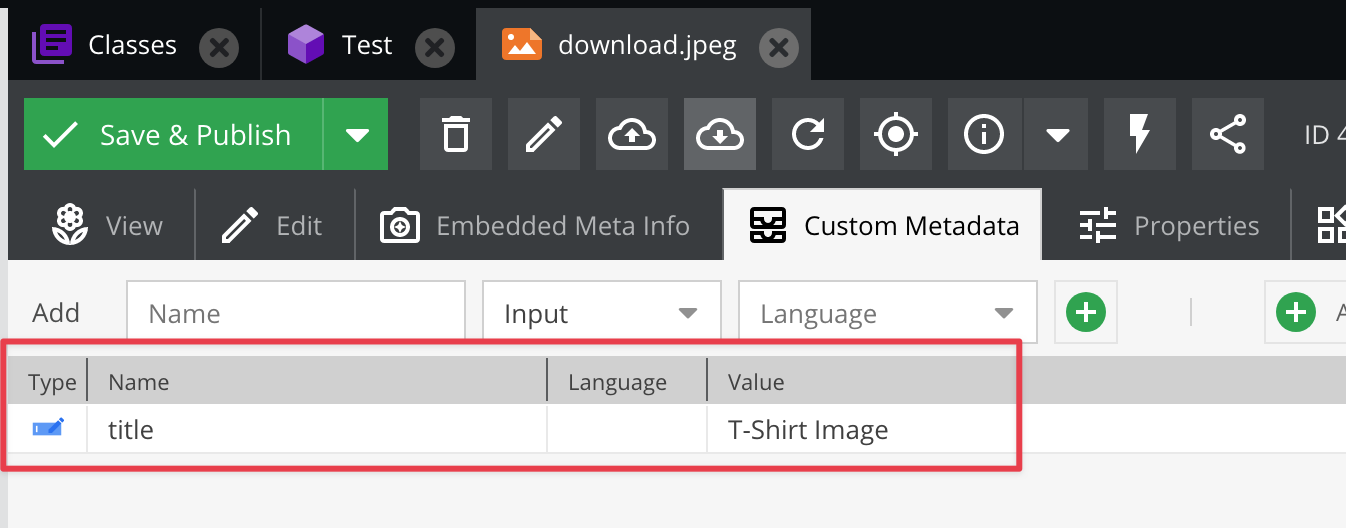 Classes Test download.jpeg
Save & Publish ID 4
View Edit Embedded Meta Info Custom Metadata Properties
Add Name Input Language
Type Name Language Value
title T-Shirt Image